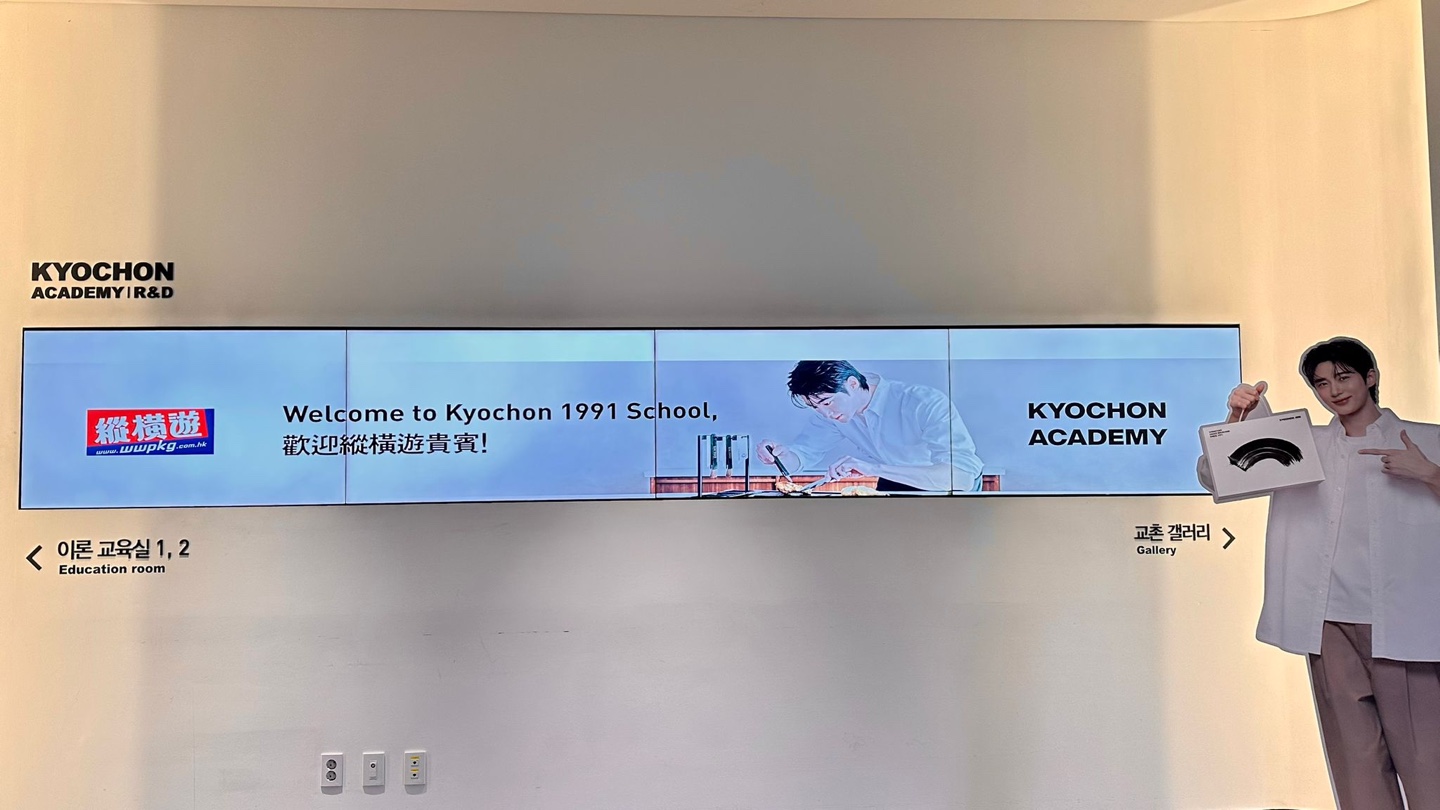 KYOCHON
ACADEMY | R&D
縱橫遊
www.wwpkg.com.hk
Welcome to Kyochon 1991 School,
歡迎縱橫遊貴賓!
KYOCHON
ACADEMY
이론 교육실 1, 2
Education room
교촌 갤러리
Gallery